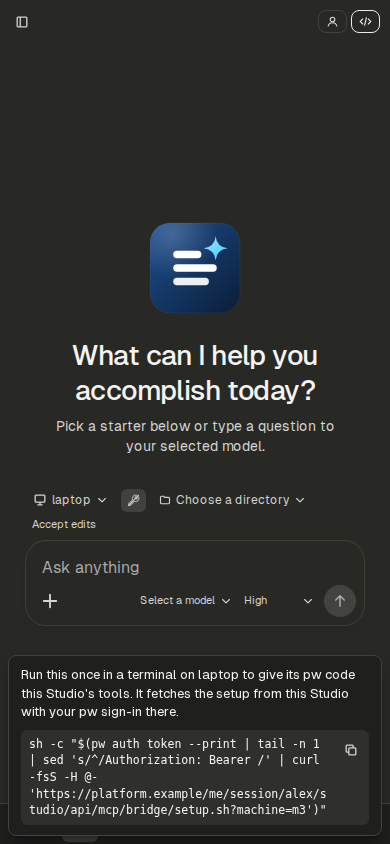 What can I help you
accomplish today?
Pick a starter below or type a question to
your selected model.
laptop
Choose a directory
Accept edits
Ask anything
Select a model
High
Run this once in a terminal on laptop to give its pw code
this Studio's tools. It fetches the setup from this Studio
with your pw sign-in there.
sh -c "$(pw auth token --print | tail -n 1
| sed 's/^/Authorization: Bearer /' | curl
-fsS -H @-
'https://platform.example/me/session/alex/s
tudio/api/mcp/bridge/setup.sh?machine=m3')"